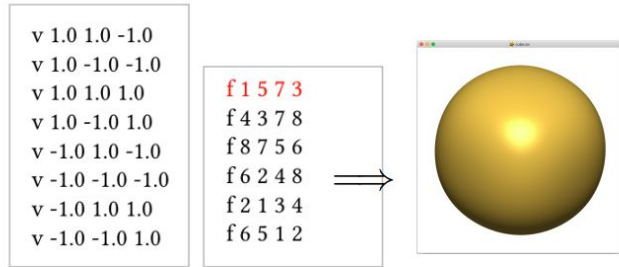 v 1.0 1.0 -1.0
v 1.0 -1.0 -1.0
v 1.0 1.0 1.0
v 1.0 -1.0 1.0
v -1.0 1.0 -1.0
v -1.0 -1.0 -1.0
v -1.0 1.0 1.0
v -1.0 -1.0 1.0
f 1 5 7 3
f 4 3 7 8
f 8 7 5 6
f 6 2 4 8
f 2 1 3 4
f 6 5 1 2